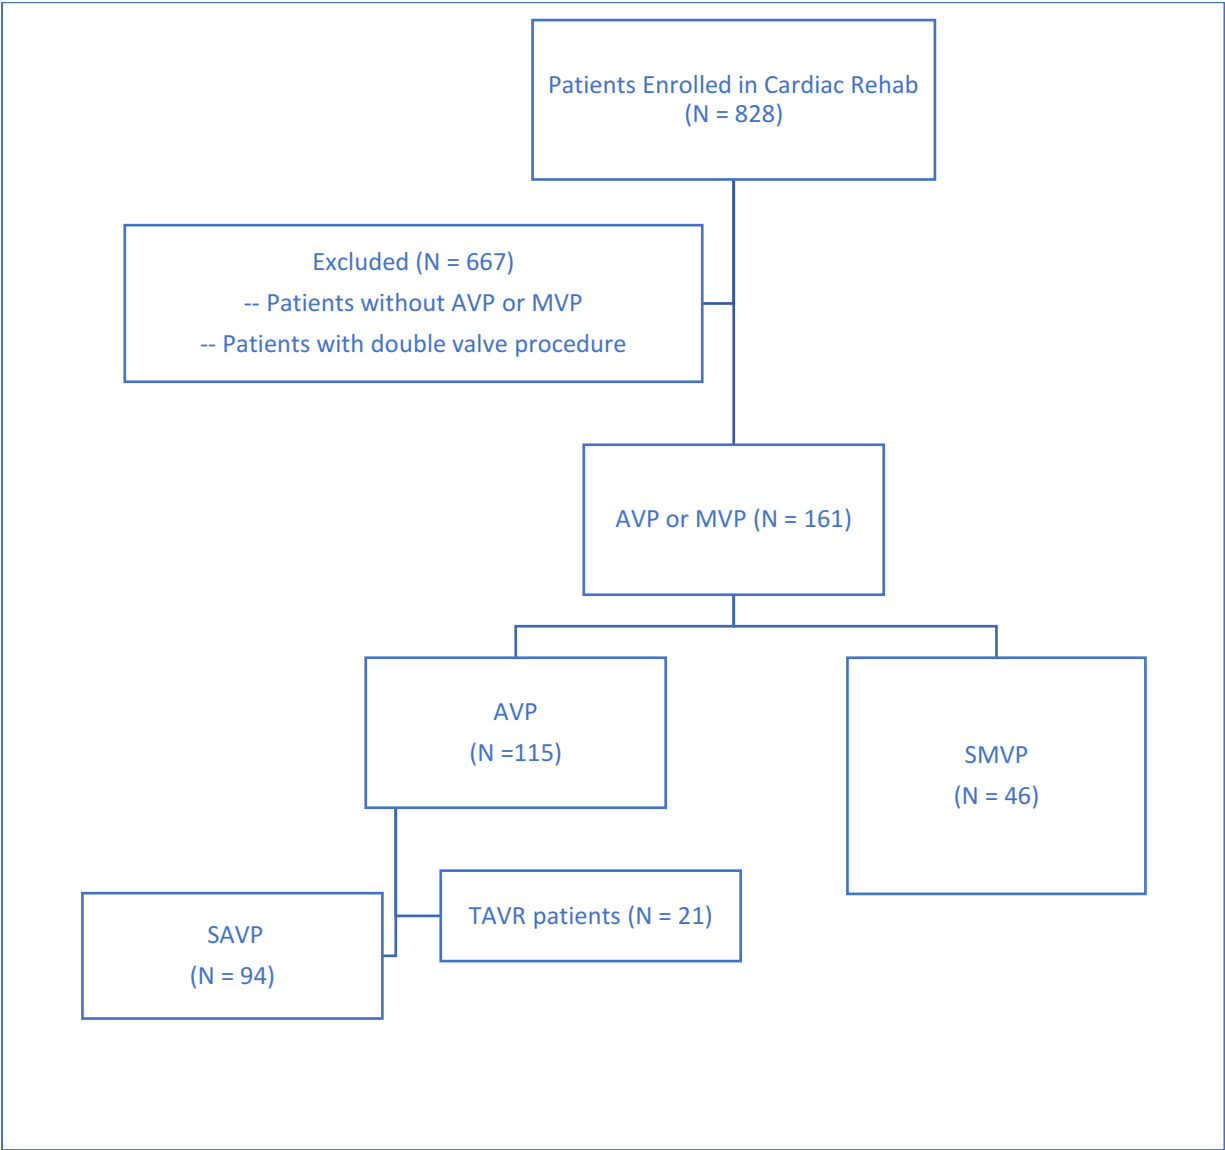 Patients Enrolled in Cardiac Rehab
(N = 828)
Excluded (N = 667)
-- Patients without AVP or MVP
-- Patients with double valve procedure
AVP or MVP (N = 161)
AVP
(N =115)
SMVP
(N = 46)
TAVR patients (N = 21)
SAVP
(N = 94)